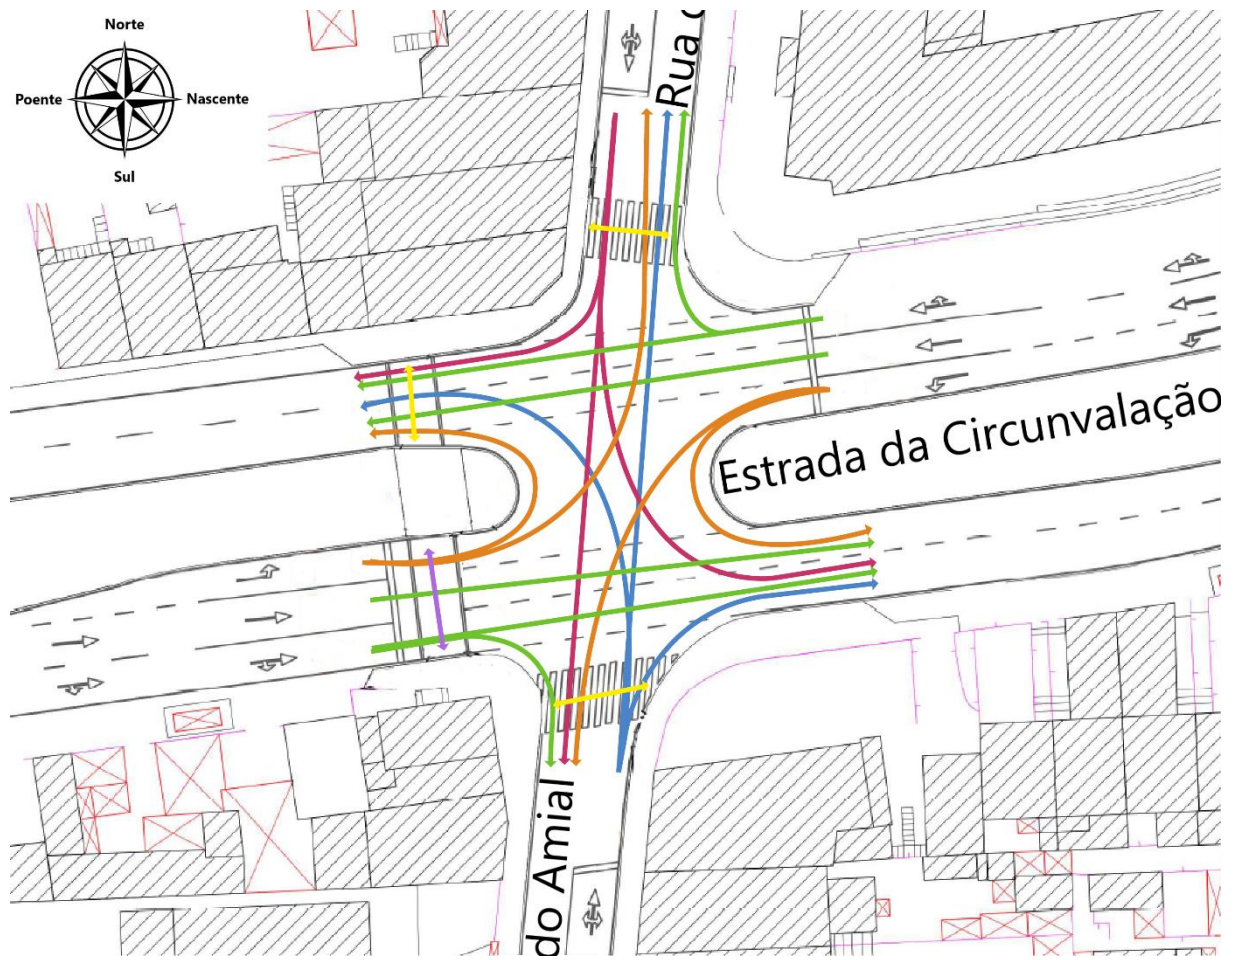 Norte
Poente
Nascente
Sul
Rua
Estrada da Circunvalação
do Amial